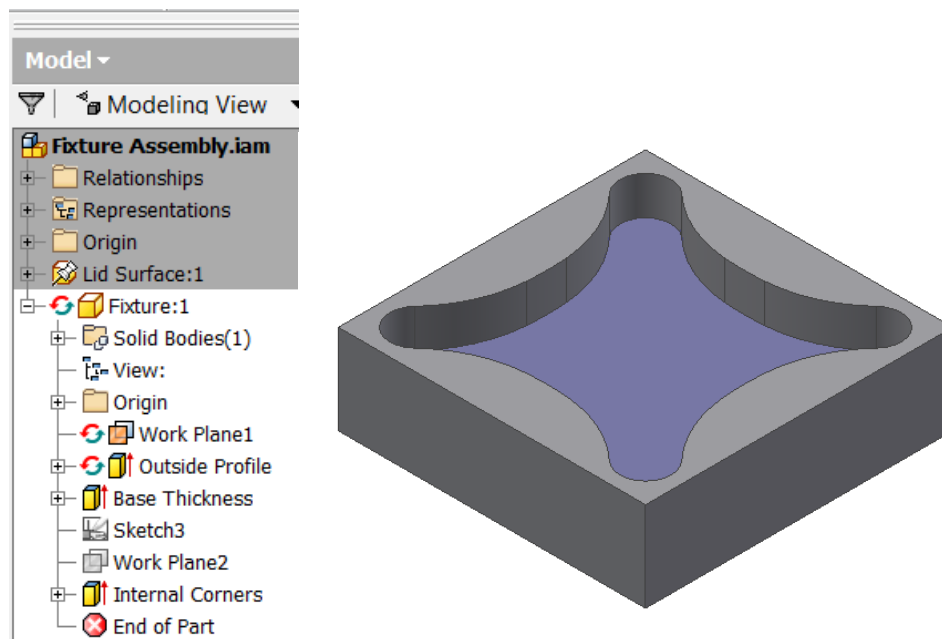 Model
Modeling View
Fixture Assembly.iam
Relationships
Representations
Origin
Lid Surface:1
Fixture:1
Solid Bodies(1)
View:
Origin
Work Plane1
Outside Profile
Base Thickness
Sketch3
Work Plane2
Internal Corners
End of Part